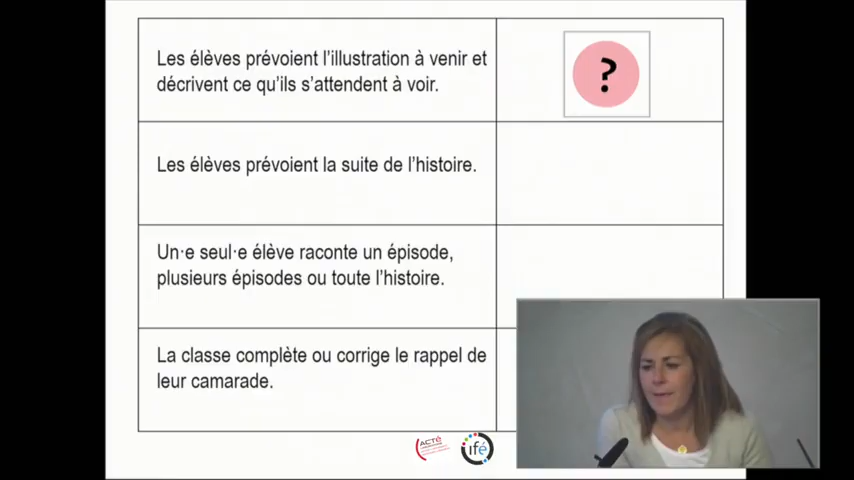 Les élèves prévoient l'illustration à venir et
décrivent ce qu'ils s'attendent à voir.
?
Les élèves prévoient la suite de l'histoire.
Un·e seul·e élève raconte un épisode,
plusieurs épisodes ou toute l'histoire.
La classe complète ou corrige le rappel de
leur camarade.
ACTÉ
ifé